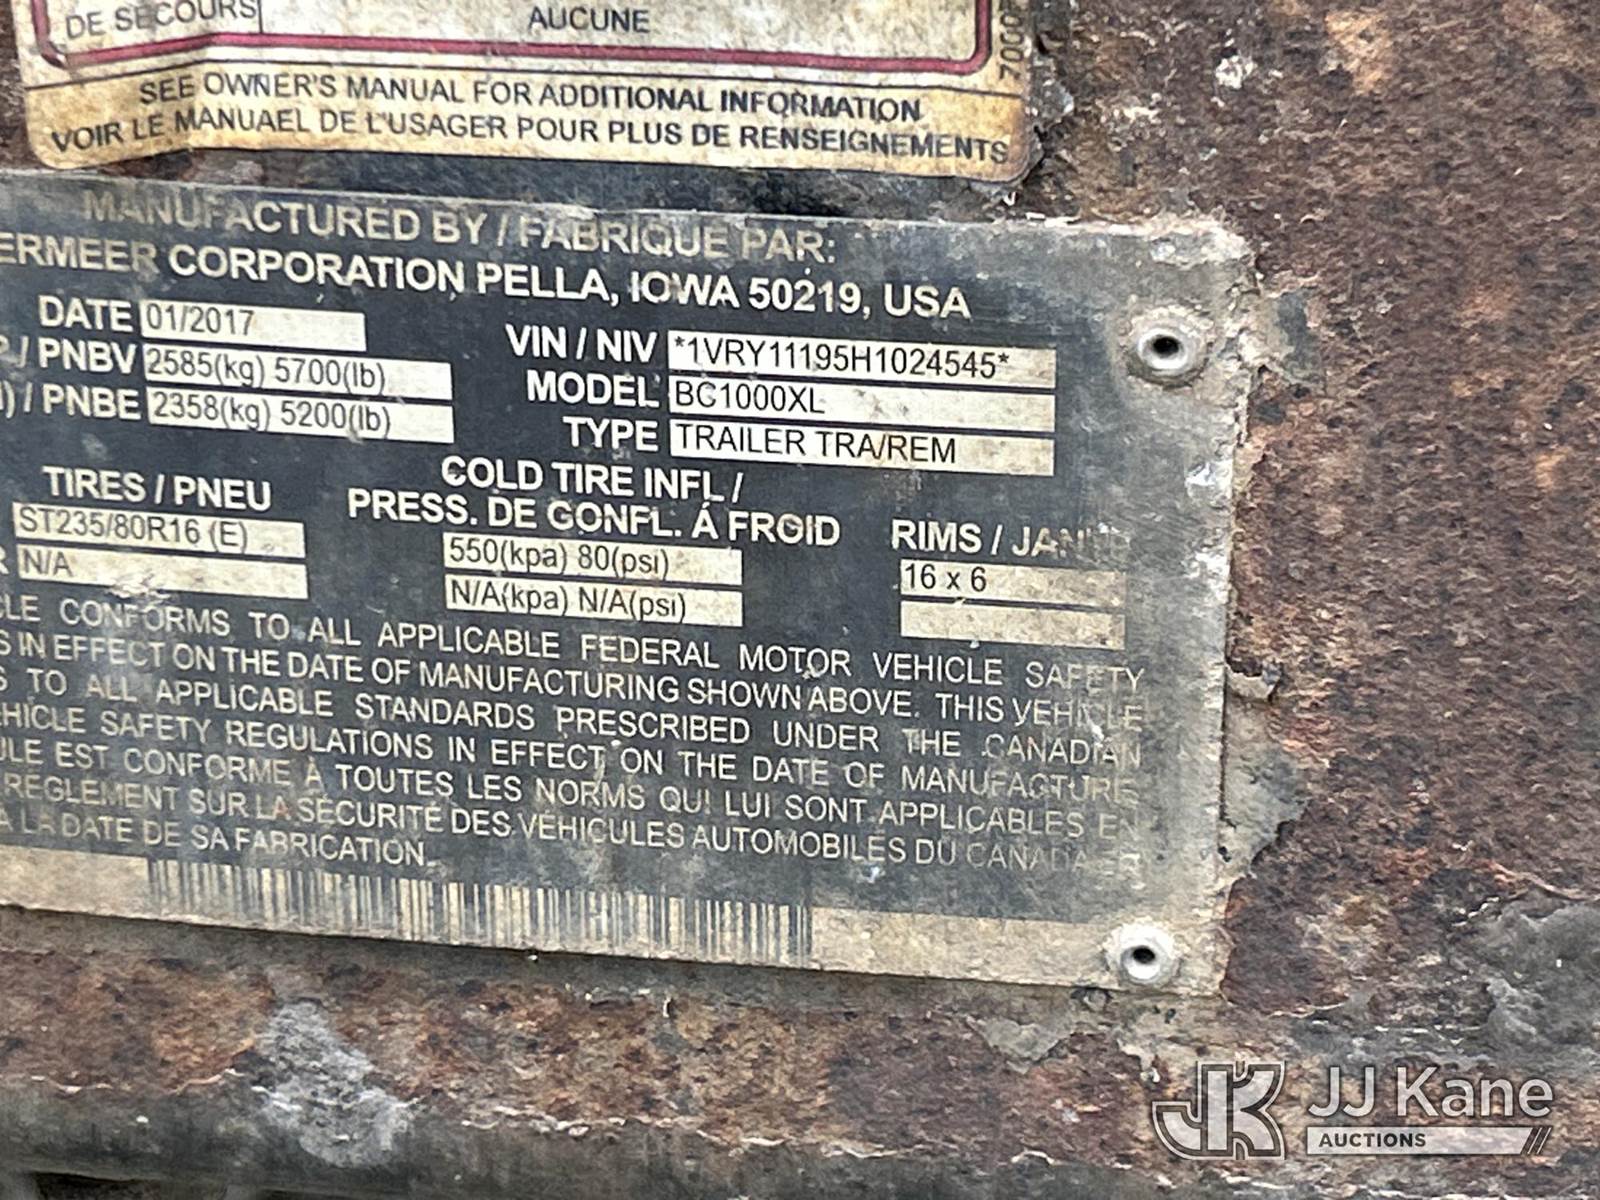 DE SECOURS AUCUNE
SEE OWNER'S MANUAL FOR ADDITIONAL INFORMATION
VOIR LE MANUAEL DE L'USAGER POUR PLUS DE RENSEIGNEMENTS
MANUFACTURED BY / FABRIQUE PAR:
ERMEER CORPORATION PELLA, IOWA 50219, USA
DATE 01/2017
VIN / NIV *1VRY11195H1024545*
/ PNBV 2585(kg) 5700(lb)
MODEL BC1000XL
) / PNBE 2358(kg) 5200(lb)
TYPE TRAILER TRA/REM
TIRES / PNEU
COLD TIRE INFL /
PRESS. DE GONFL. Á FROID
RIMS /
ST235/80R16 (E) 550(kpa) 80(psi) 16 x 6
R N/A N/A(kpa) N/A(psi)
CLE CONFORMS TO ALL APPLICABLE FEDERAL MOTOR VEHICLE SAFETY
S IN EFFECT ON THE DATE OF MANUFACTURING SHOWN ABOVE. THIS VEHICLE
S TO ALL APPLICABLE STANDARDS PRESCRIBED UNDER THE CANADIAN
EHICLE SAFETY REGULATIONS IN EFFECT ON THE DATE OF MANUFACTURE
ULE EST CONFORME À TOUTES LES NORMS QUI LUI SONT APPLICABLES EN
RÉGLEMENT SUR LA SÉCURITÉ DES VÉHICULES AUTOMOBILES DU CANADA
A LA DATE DE SA FABRICATION.
JK JJ Kane
AUCTIONS